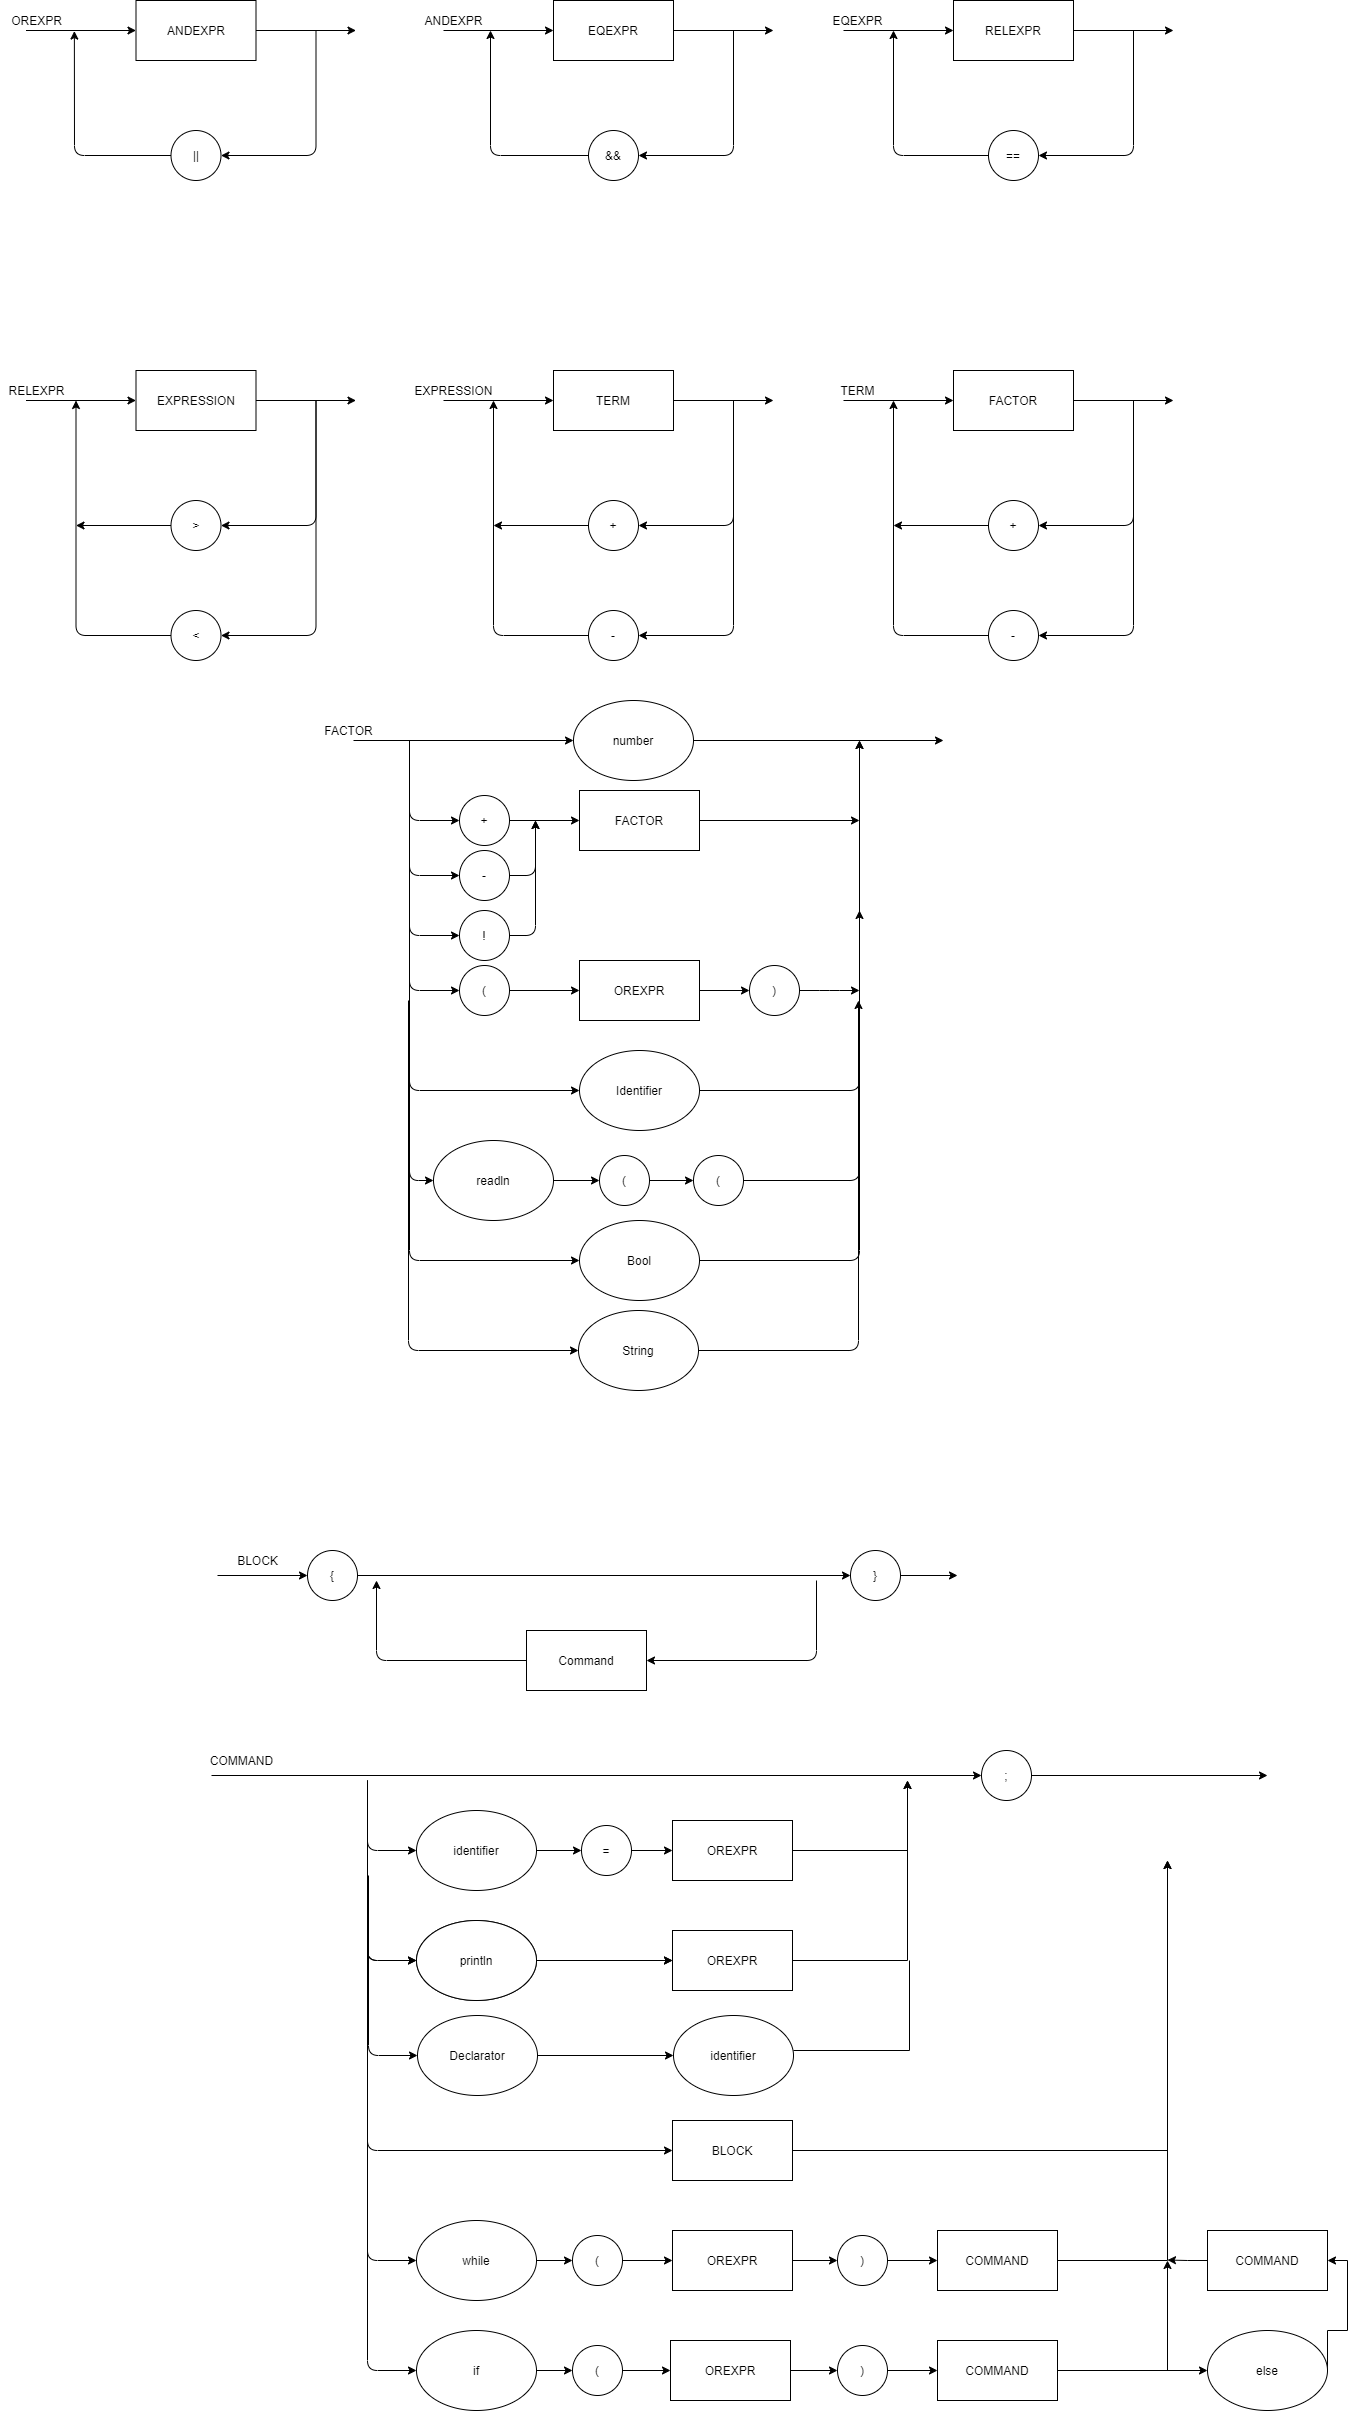 OREXPR
ANDEXPR
||
ANDEXPR
EQEXPR
&&
EQEXPR
RELEXPR
==
RELEXPR
EXPRESSION
>
<
EXPRESSION
TERM
+
-
TERM
FACTOR
+
-
FACTOR
number
+
FACTOR
-
!
(
OREXPR
)
Identifier
readln
(
(
Bool
String
BLOCK
{
}
Command
COMMAND
;
identifier
=
OREXPR
println
OREXPR
Declarator
identifier
BLOCK
while
(
OREXPR
)
COMMAND
COMMAND
if
(
OREXPR
)
COMMAND
else